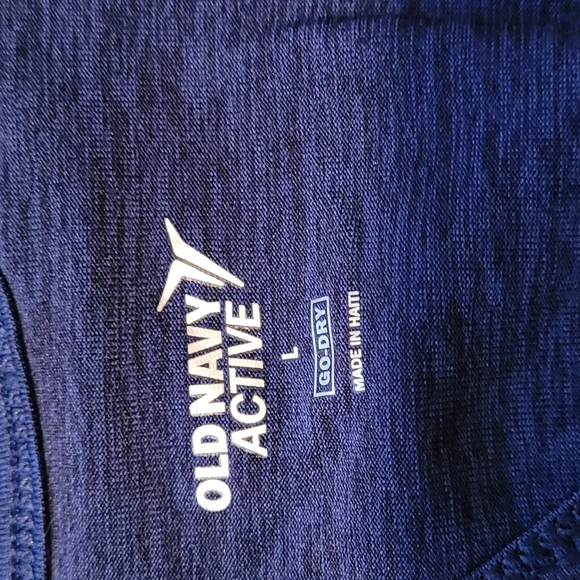 OLD NAVY
ACTIVE
L
GO-DRY
MADE IN HAITI